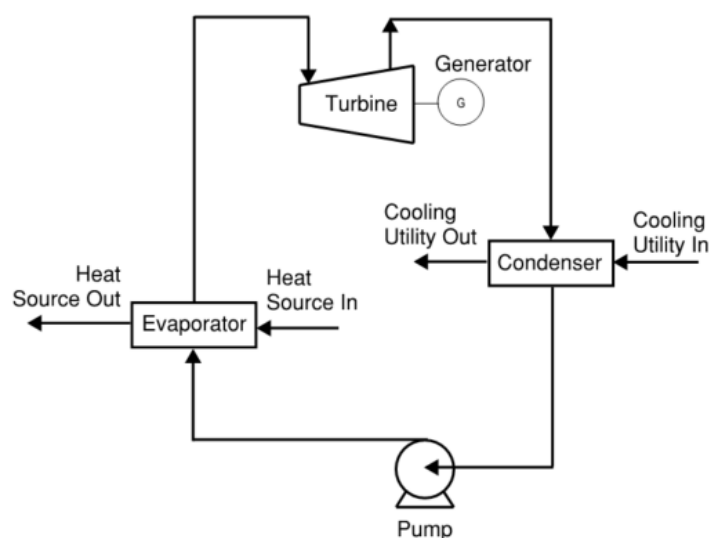 Generator
Turbine
G
Cooling
Utility Out
Cooling
Utility In
Condenser
Heat
Source Out
Heat
Source In
Evaporator
Pump